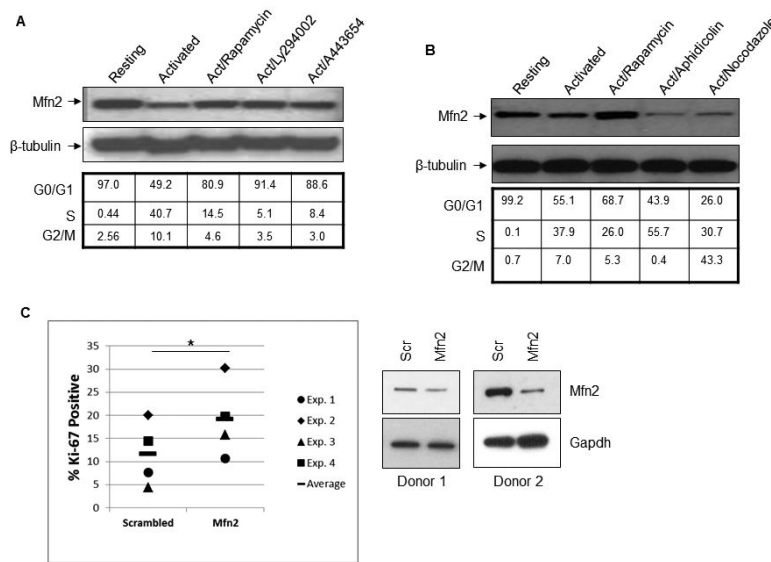 A
Resting
Activated
Act/Rapamycin
Act/Ly294002
Act/A443654
Mfn2
β-tubulin
G0/G1 97.0 49.2 80.9 91.4 88.6
S 0.44 40.7 14.5 5.1 8.4
G2/M 2.56 10.1 4.6 3.5 3.0
B
Resting
Activated
Act/Rapamycin
Act/Aphidicolin
Act/Nocodazole
Mfn2
β-tubulin
G0/G1 99.2 55.1 68.7 43.9 26.0
S 0.1 37.9 26.0 55.7 30.7
G2/M 0.7 7.0 5.3 0.4 43.3
C
% Ki-67 Positive
35
30
25
20
15
10
5
0
*
Scrambled Mfn2
Exp. 1
Exp. 2
Exp. 3
Exp. 4
Average
Scr Mfn2 Scr Mfn2
Mfn2
Gapdh
Donor 1 Donor 2